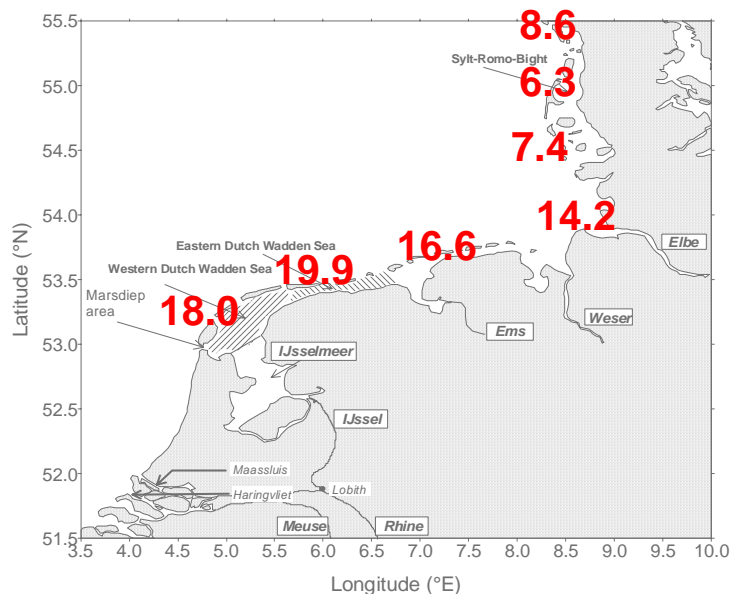 55.5
8.6
Sylt-Romo-Bight
55.0
6.3
54.5
7.4
54.0
14.2
Eastern Dutch Wadden Sea
16.6
Elbe
Western Dutch Wadden Sea
19.9
53.5
Marsdiep
area
18.0
Weser
Ems
53.0
IJsselmeer
52.5
IJssel
52.0
Maassluis
Haringvliet
Lobith
Meuse
Rhine
51.5
3.5 4.0 4.5 5.0 5.5 6.0 6.5 7.0 7.5 8.0 8.5 9.0 9.5 10.0
Longitude (°E)
Latitude (°N)